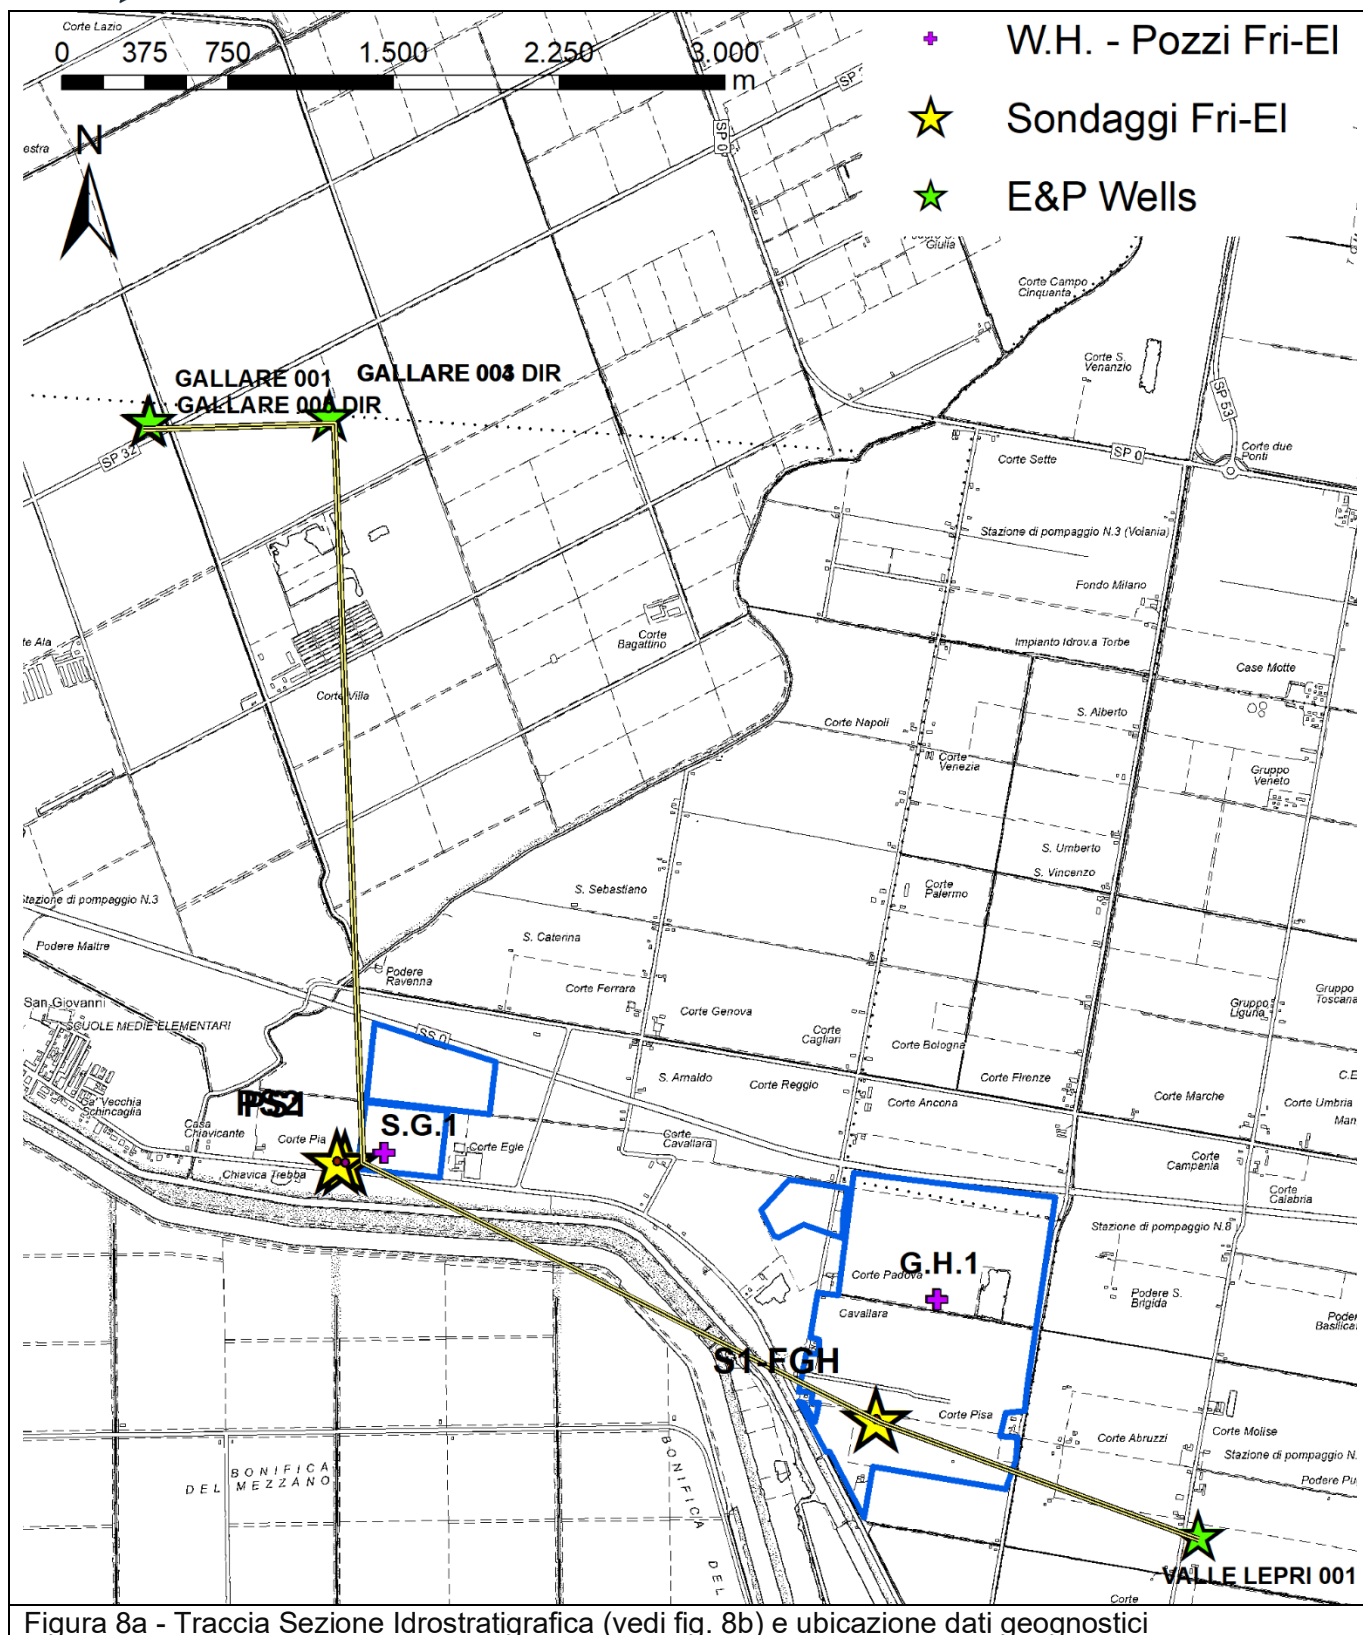 Corte Lazio
0 375 750 1.500 2.250 3.000
m
W.H. - Pozzi Fri-El
Sondaggi Fri-El
E&P Wells
N
estra
SP 0
Giulia
Corte Campo
Cinquanta
Corte S.
Venanzio
SP 53
GALLARE 001
GALLARE 006 DIR
SP 32
Corte Sette
SP 0
Corte due
Ponti
Stazione di pompaggio N.3 (Volania)
Fondo Milano
Impianto Idrov.a Torbe
Case Motte
te Ala
Corte
Bagattino
Corte Villa
Corte Napoli
S. Alberto
Corte
Venezia
Gruppo
Veneto
S. Umberto
S. Vincenzo
Corte
Palermo
S. Sebastiano
Stazione di pompaggio N.3
S. Caterina
Podere Maltre
Podere
Ravenna
Corte Ferrara
Corte Genova
Gruppo
Toscana
Gruppo
Liguria
San Giovanni
SCUOLE MEDIE ELEMENTARI
SS 0
Corte
Cagliari
Corte Bologna
S. Arnaldo
Corte Reggio
Corte Firenze
C.E
Ca' Vecchia
Schincaglia
Corte Ancona
Corte Marche
Corte Umbria
Man
Casa
Chiavicante
Corte Pia
S.G.1
Corte Egle
Corte
Cavallara
Corte
Campania
Chiavica Trebba
Corte
Calabria
Stazione di pompaggio N.8
G.H.1
Corte Padova
Podere S.
Brigida
Cavallara
Poder
Basilica
S1-FGH
Corte Pisa
Corte Abruzzi
Corte Molise
Stazione di pompaggio N.
Podere Pu
BONIFICA
DEL MEZZANO
BONIFICA DEL
VALLE LEPRI 001
Corte
Figura 8a - Traccia Sezione Idrostratigrafica (vedi fig. 8b) e ubicazione dati geognostici